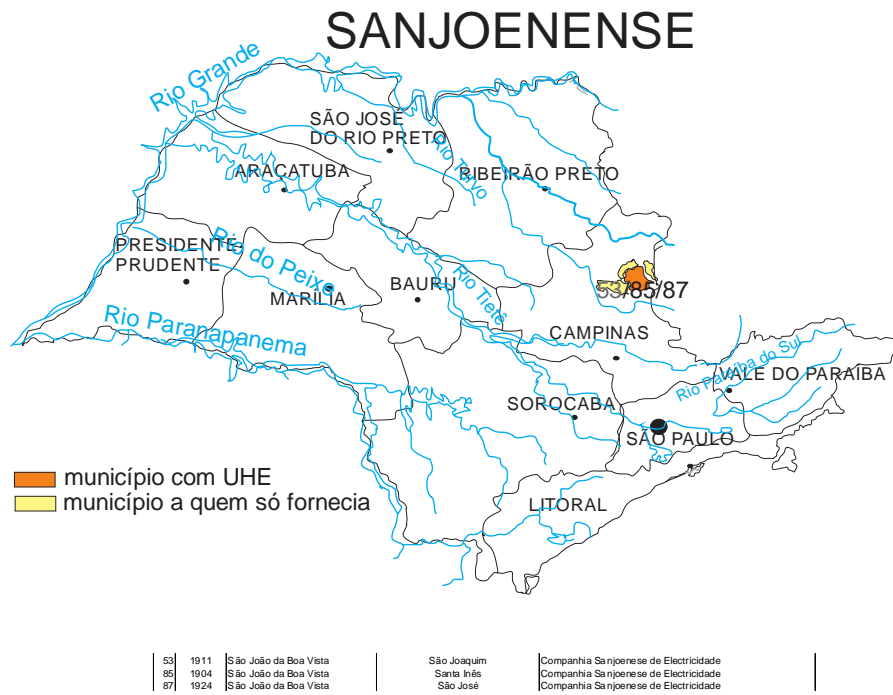 SANJOENENSE
Rio Grande
SÃO JOSÉ
DO RIO PRETO
Rio Turvo
ARAÇATUBA
RIBEIRÃO PRETO
PRESIDENTE
PRUDENTE
Rio do Peixe
MARÍLIA
BAURU
Rio Tietê
53/85/87
Rio Paranapanema
CAMPINAS
Rio Paraíba do Sul
VALE DO PARAÍBA
SOROCABA
SÃO PAULO
município com UHE
município a quem só fornecia
LITORAL
53 1911 São João da Boa Vista São Joaquim Companhia Sanjoenese de Electricidade
85 1904 São João da Boa Vista Santa Inês Companhia Sanjoenese de Electricidade
87 1924 São João da Boa Vista São José Companhia Sanjoenese de Electricidade